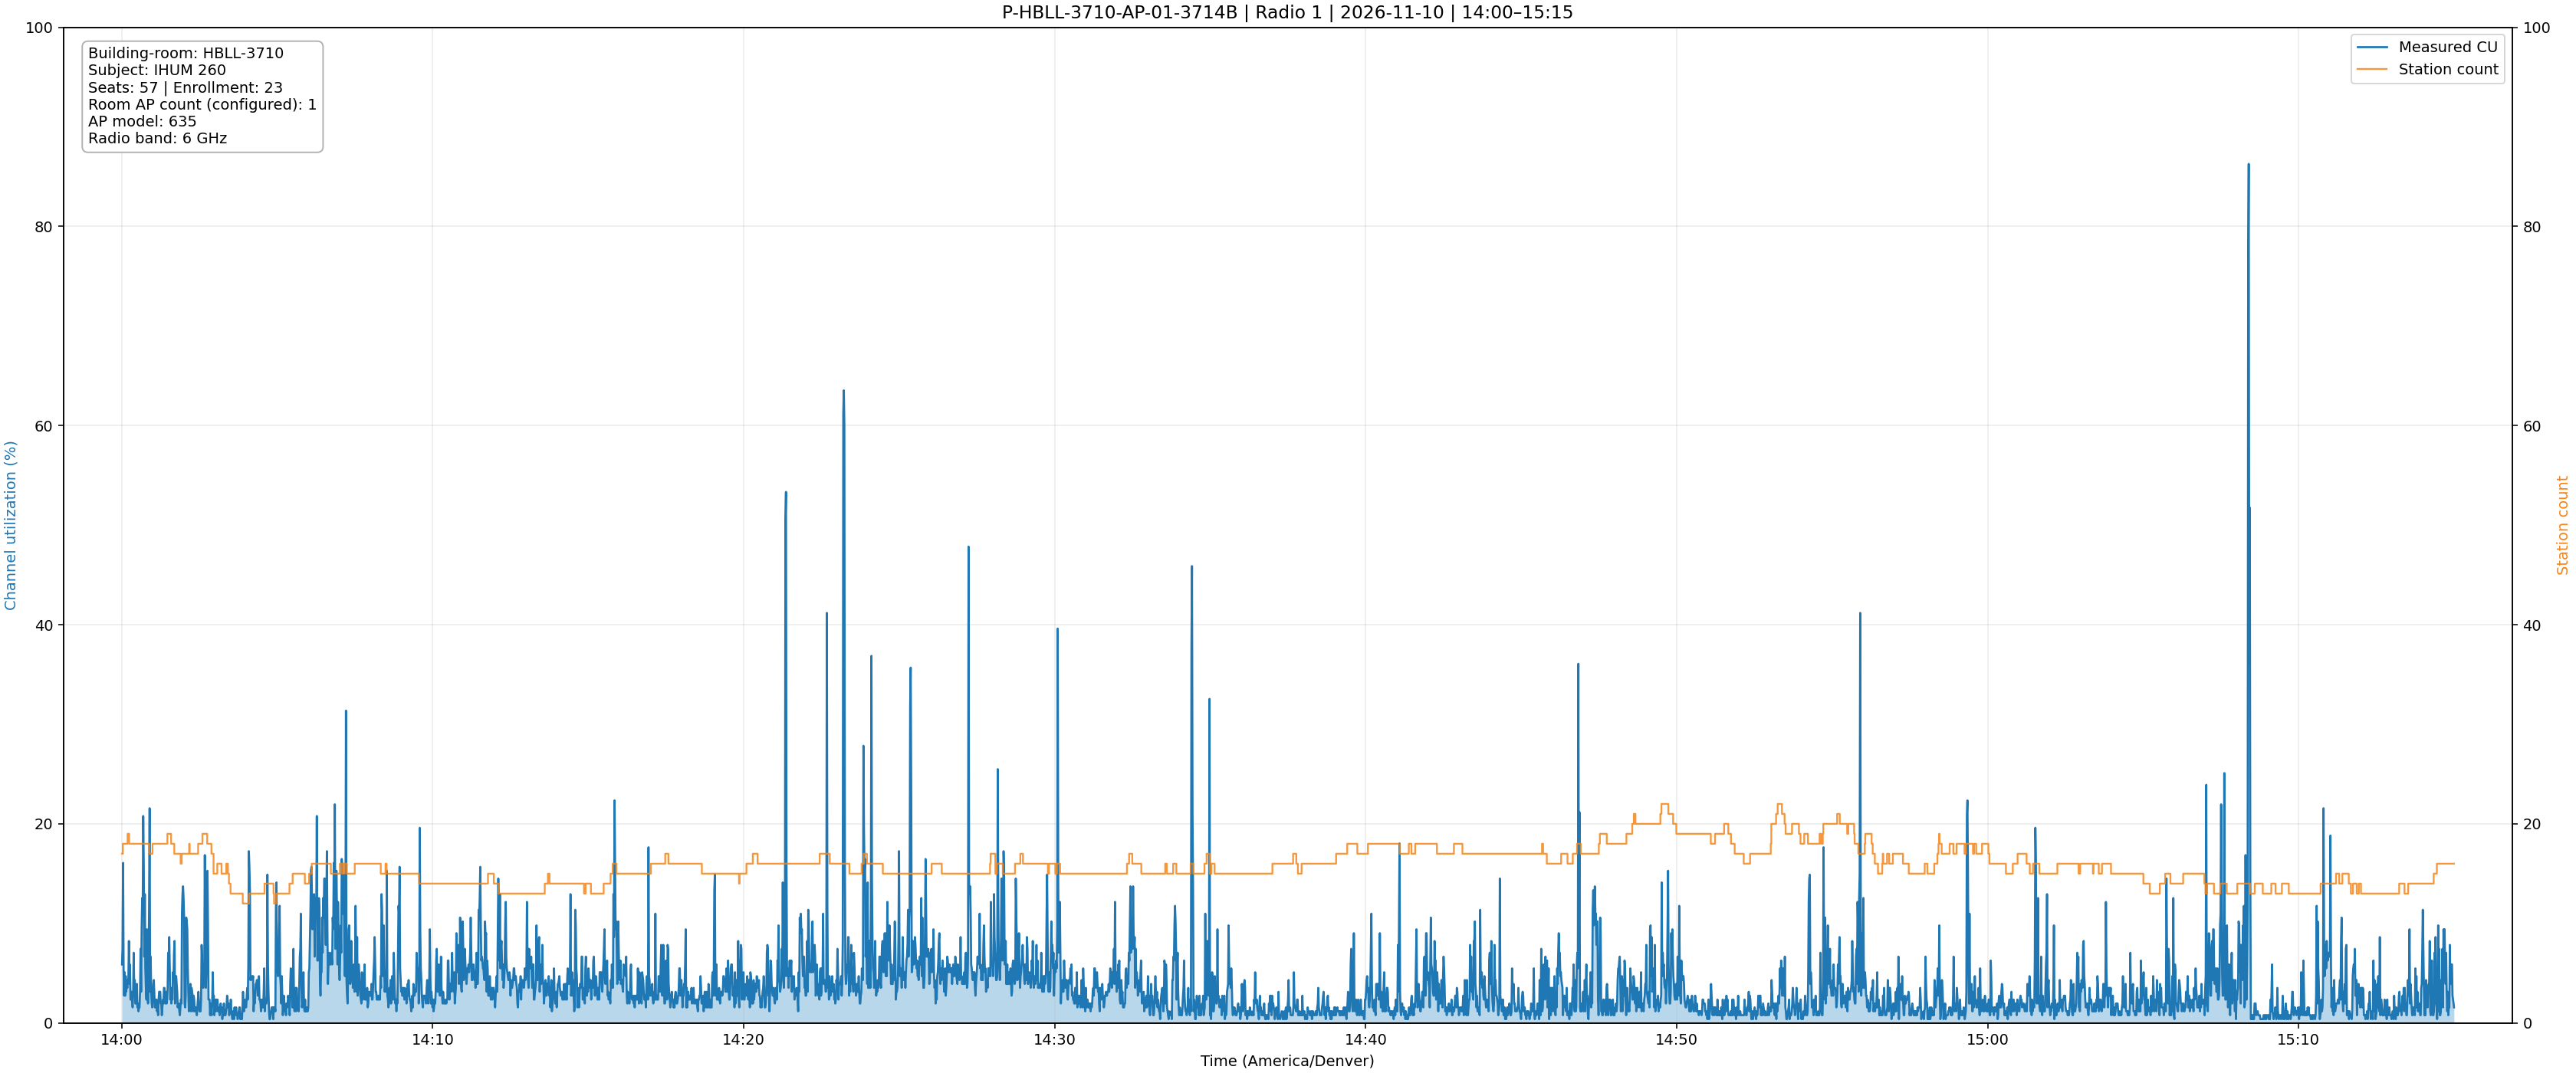 P-HBLL-3710-AP-01-3714B | Radio 1 | 2026-11-10 | 14:00–15:15
Building-room: HBLL-3710
Subject: IHUM 260
Seats: 57 | Enrollment: 23
Room AP count (configured): 1
AP model: 635
Radio band: 6 GHz
Measured CU
Station count
Channel utilization (%)
100
80
60
40
20
0
100
80
60
40
20
0
Station count
14:00 14:10 14:20 14:30 14:40 14:50 15:00 15:10
Time (America/Denver)